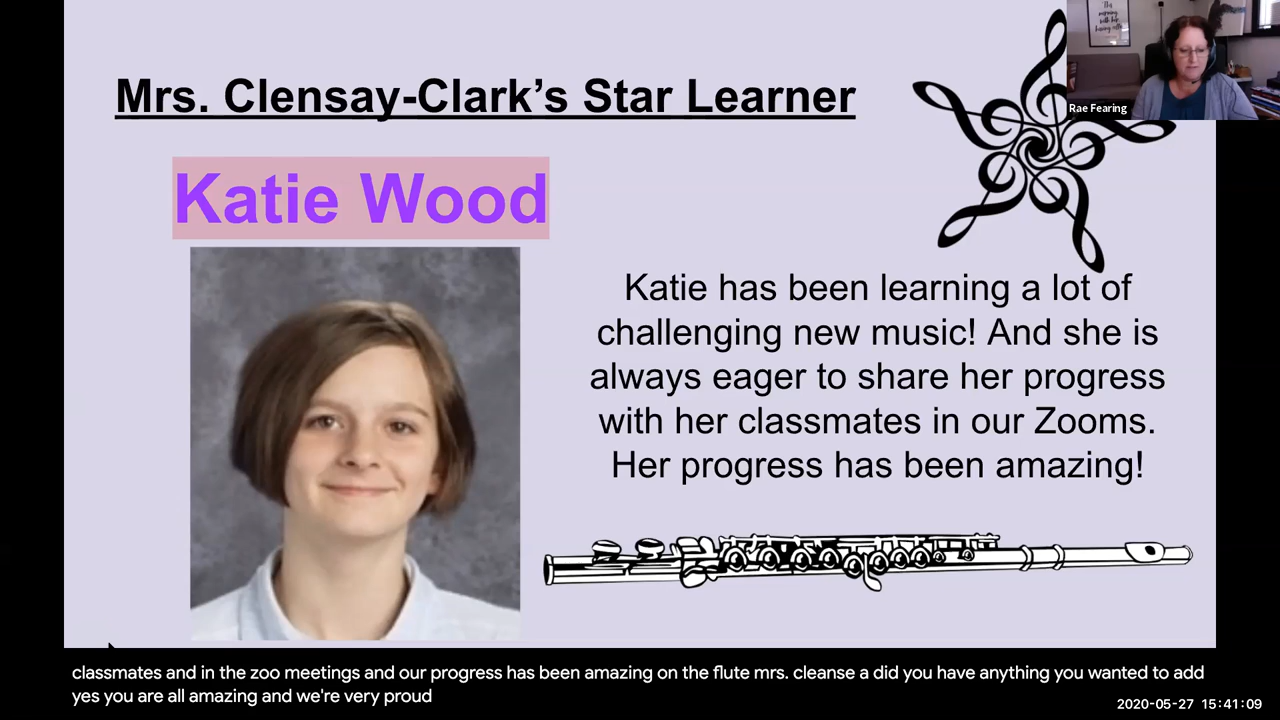 Mrs. Clensay-Clark's Star Learner
Rae Fearing
Katie Wood
Katie has been learning a lot of
challenging new music! And she is
always eager to share her progress
with her classmates in our Zooms.
Her progress has been amazing!
classmates and in the zoo meetings and our progress has been amazing on the flute mrs. cleanse a did you have anything you wanted to add
yes you are all amazing and we're very proud
2020-05-27 15:41:09